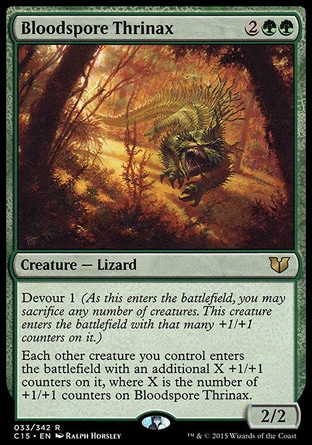 Bloodspore Thrinax 2
Creature — Lizard
Devour 1 (As this enters the battlefield, you may
sacrifice any number of creatures. This creature
enters the battlefield with that many +1/+1
counters on it.)
Each other creature you control enters
the battlefield with an additional X +1/+1
counters on it, where X is the number of
+1/+1 counters on Bloodspore Thrinax.
2/2
033/342 R
C15 • EN RALPH HORSLEY ™ & © 2015 Wizards of the Coast